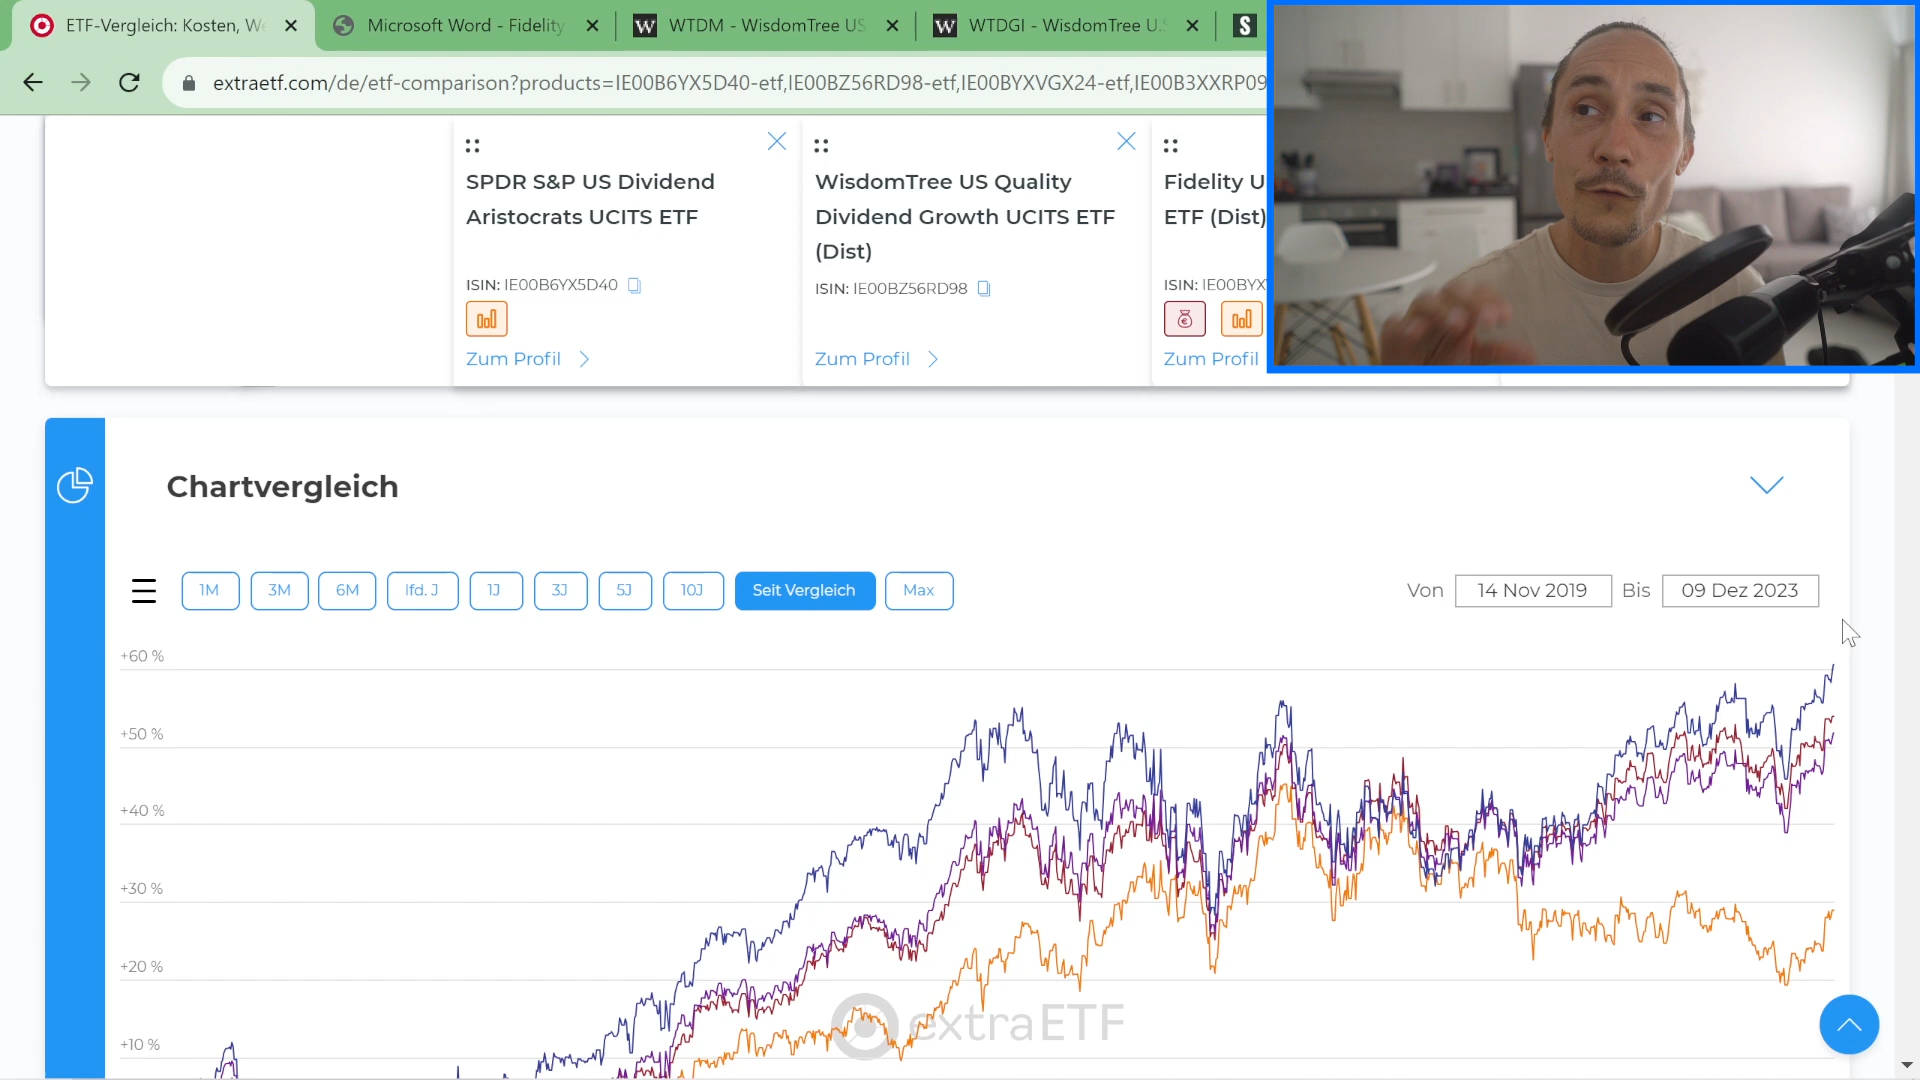 ETF-Vergleich: Kosten, We
Microsoft Word - Fidelity
WTDM - WisdomTree US
WTDGI - WisdomTree U.S
extraetf.com/de/etf-comparison?products=IE00B6YX5D40-etf,IE00BZ56RD98-etf,IE00BYXVGX24-etf,IE00B3XXRP09
SPDR S&P US Dividend
Aristocrats UCITS ETF
ISIN: IE00B6YX5D40
Zum Profil
WisdomTree US Quality
Dividend Growth UCITS ETF
(Dist)
ISIN: IE00BZ56RD98
Zum Profil
Fidelity U
ETF (Dist)
ISIN: IE00BYX
Zum Profil
Chartvergleich
1M 3M 6M lfd. J 1J 3J 5J 10J Seit Vergleich Max
Von 14 Nov 2019 Bis 09 Dez 2023
+60 %
+50 %
+40 %
+30 %
+20 %
+10 %
extraETF